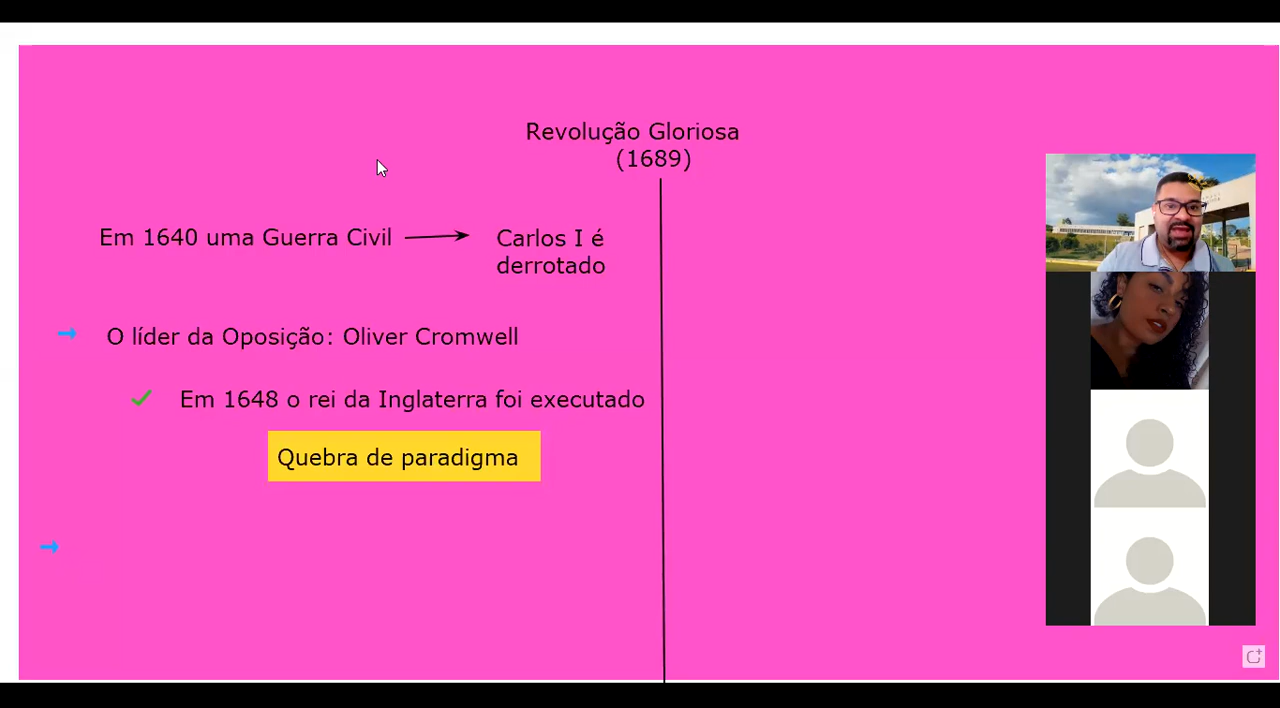 Revolução Gloriosa
(1689)
Em 1640 uma Guerra Civil
Carlos I é
derrotado
O líder da Oposição: Oliver Cromwell
Em 1648 o rei da Inglaterra foi executado
Quebra de paradigma